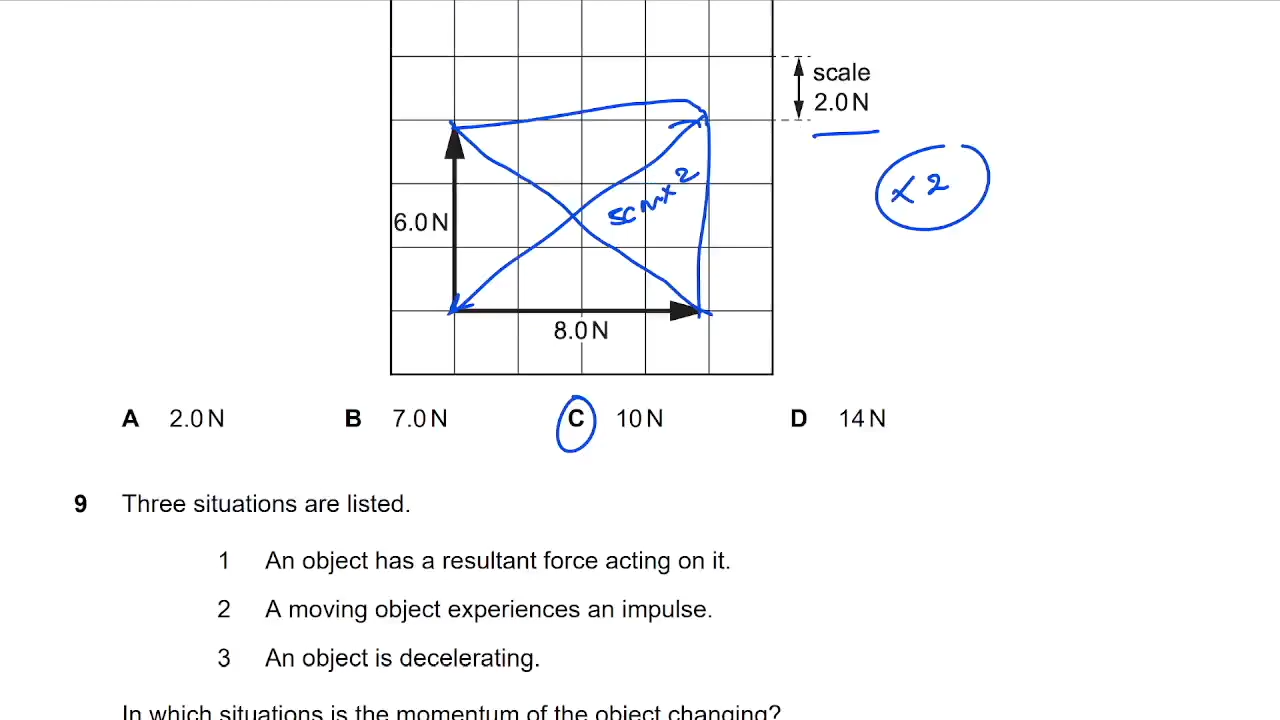 scale
2.0 N
× 2
5cm × 2
6.0 N
8.0 N
A 2.0 N B 7.0 N C 10 N D 14 N
9 Three situations are listed.
1 An object has a resultant force acting on it.
2 A moving object experiences an impulse.
3 An object is decelerating.
In which situations is the momentum of the object changing?